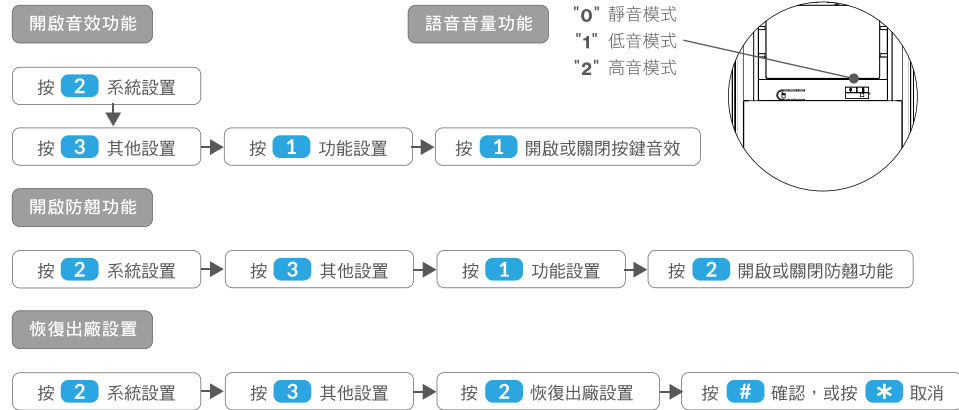 開啟音效功能
語音音量功能
"0" 靜音模式
"1" 低音模式
"2" 高音模式
按 2 系統設置
按 3 其他設置
按 1 功能設置
按 1 開啟或關閉按鍵音效
開啟防翹功能
按 2 系統設置
按 3 其他設置
按 1 功能設置
按 2 開啟或關閉防翹功能
恢復出廠設置
按 2 系統設置
按 3 其他設置
按 2 恢復出廠設置
按 # 確認，或按 * 取消